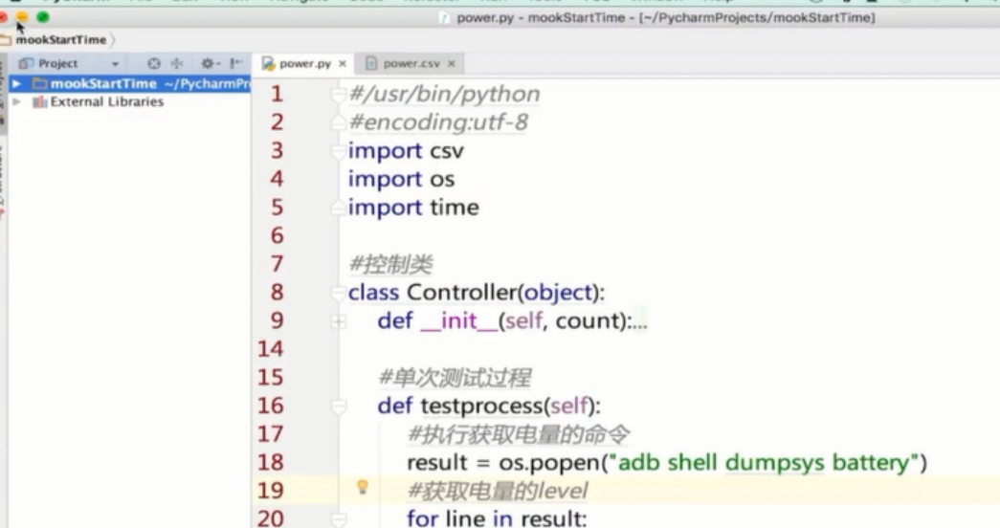 power.py - mookStartTime - [~/PycharmProjects/mookStartTime]
mookStartTime
Project
power.py
power.csv
mookStartTime ~/PycharmPr
External Libraries
1 #/usr/bin/python
2 #encoding:utf-8
3 import csv
4 import os
5 import time
6
7 #控制类
8 class Controller(object):
9 def __init__(self, count):...
14
15 #单次测试过程
16 def testprocess(self):
17 #执行获取电量的命令
18 result = os.popen("adb shell dumpsys battery")
19 #获取电量的level
20 for line in result: